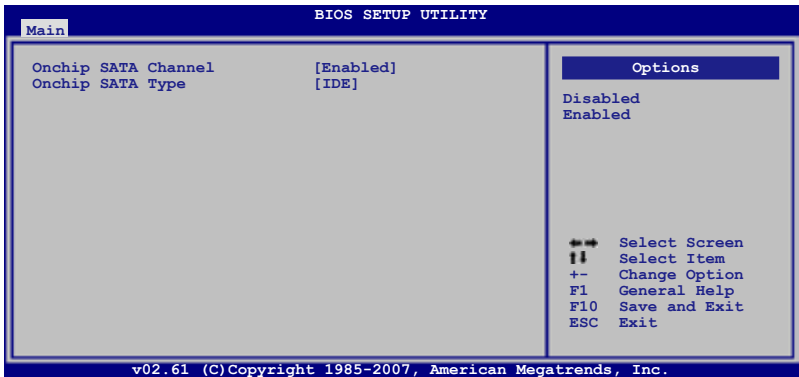 BIOS SETUP UTILITY
Main
Onchip SATA Channel [Enabled]
Onchip SATA Type [IDE]
Options
Disabled
Enabled
←→ Select Screen
↑↓ Select Item
+- Change Option
F1 General Help
F10 Save and Exit
ESC Exit
v02.61 (C)Copyright 1985-2007, American Megatrends, Inc.